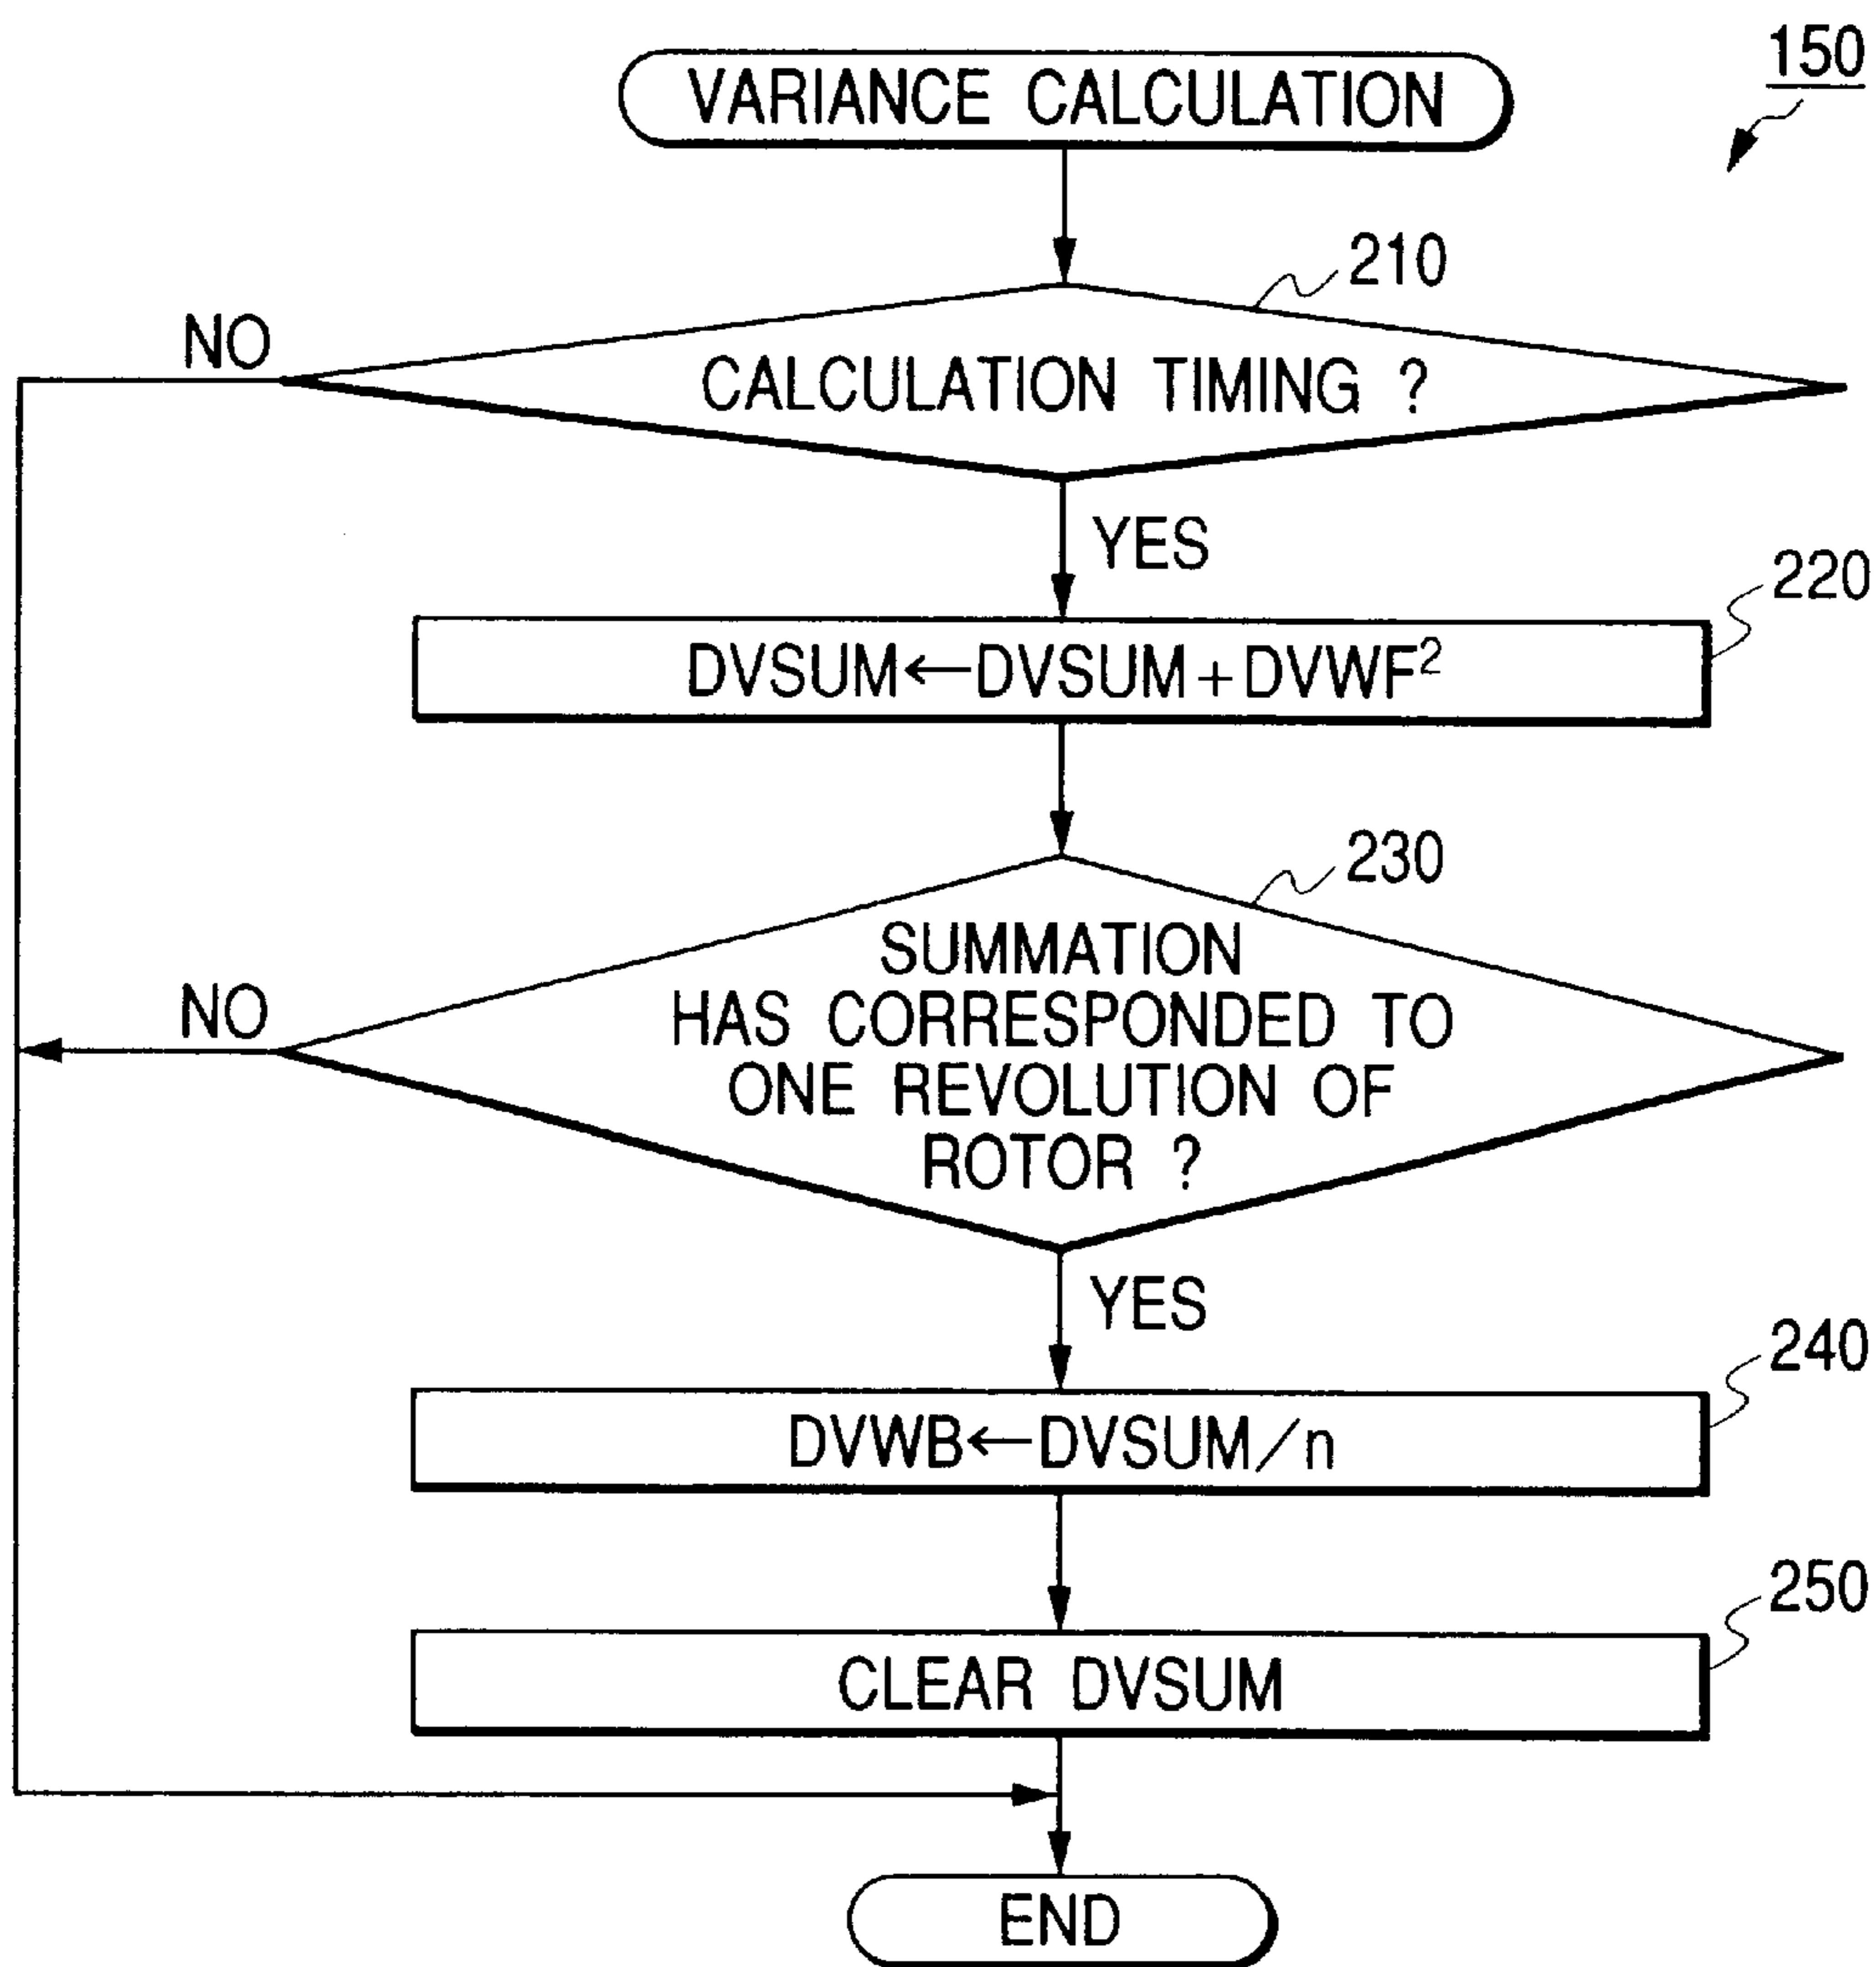 150
VARIANCE CALCULATION
210
NO
CALCULATION TIMING ?
YES
220
DVSUM←DVSUM+DVWF²
230
SUMMATION
HAS CORRESPONDED TO
ONE REVOLUTION OF
ROTOR ?
NO
YES
240
DVWB←DVSUM/n
250
CLEAR DVSUM
END